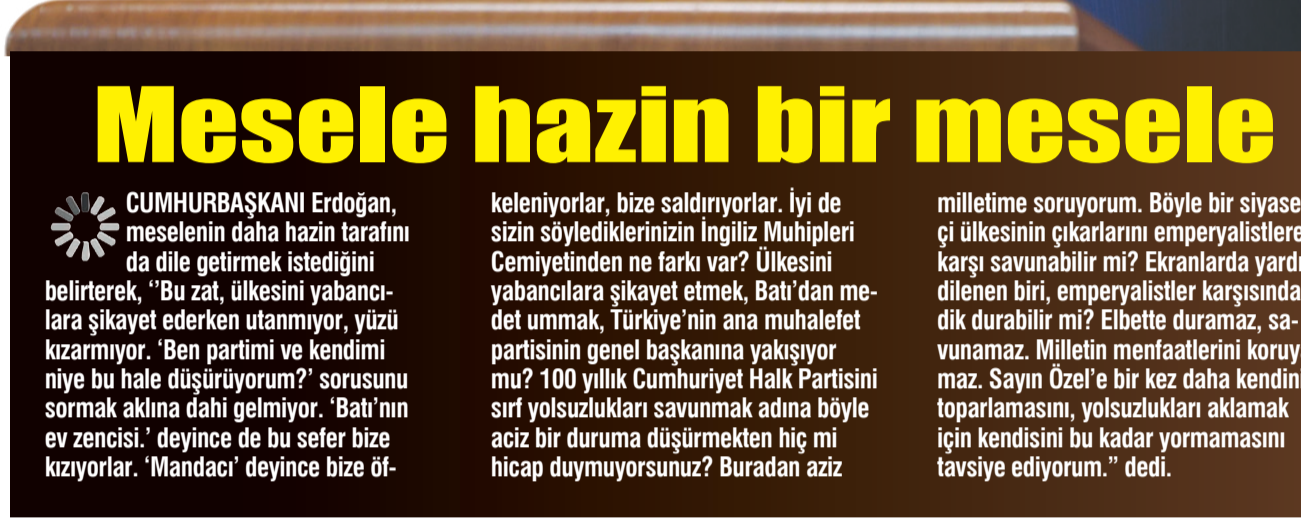 Mesele hazin bir mesele
CUMHURBAŞKANI Erdoğan,
meselenin daha hazin tarafını
da dile getirmek istediğini
belirterek, ‘’Bu zat, ülkesini yabancı-
lara şikayet ederken utanmıyor, yüzü
kızarmıyor. ‘Ben partimi ve kendimi
niye bu hale düşürüyorum?’ sorusunu
sormak aklına dahi gelmiyor. ‘Batı’nın
ev zencisi.’ deyince de bu sefer bize
kızıyorlar. ‘Mandacı’ deyince bize öf-
keleniyorlar, bize saldırıyorlar. İyi de
sizin söylediklerinizin İngiliz Muhipleri
Cemiyetinden ne farkı var? Ülkesini
yabancılara şikayet etmek, Batı’dan me-
det ummak, Türkiye’nin ana muhalefet
partisinin genel başkanına yakışıyor
mu? 100 yıllık Cumhuriyet Halk Partisini
sırf yolsuzlukları savunmak adına böyle
aciz bir duruma düşürmekten hiç mi
hicap duymuyorsunuz? Buradan aziz
milletime soruyorum. Böyle bir siyase
çi ülkesinin çıkarlarını emperyalistlere
karşı savunabilir mi? Ekranlarda yardı
dilenen biri, emperyalistler karşısında
dik durabilir mi? Elbette duramaz, sa-
vunamaz. Milletin menfaatlerini koruy
maz. Sayın Özel’e bir kez daha kendini
toparlamasını, yolsuzlukları aklamak
için kendisini bu kadar yormamasını
tavsiye ediyorum.’’ dedi.